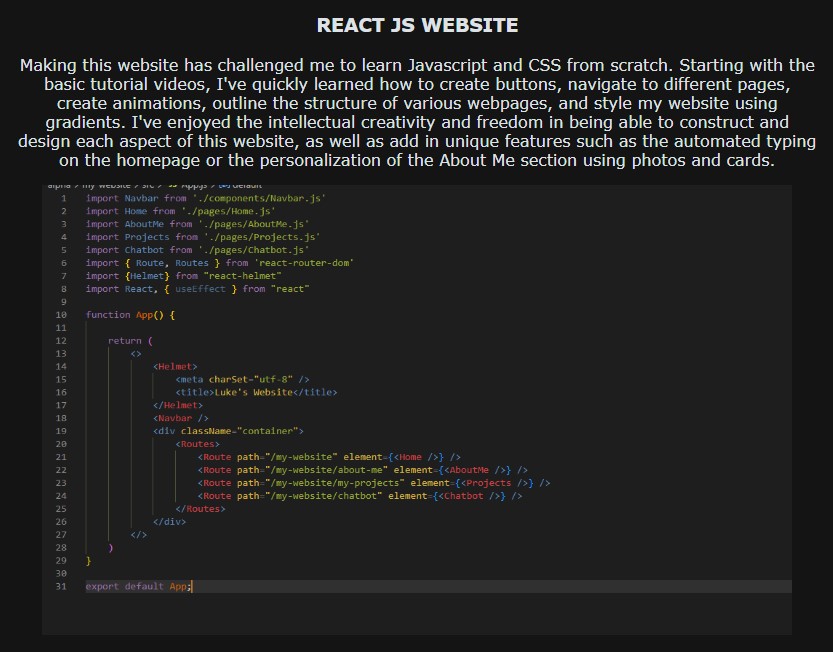 REACT JS WEBSITE
Making this website has challenged me to learn Javascript and CSS from scratch. Starting with the
basic tutorial videos, I've quickly learned how to create buttons, navigate to different pages,
create animations, outline the structure of various webpages, and style my website using
gradients. I've enjoyed the intellectual creativity and freedom in being able to construct and
design each aspect of this website, as well as add in unique features such as the automated typing
on the homepage or the personalization of the About Me section using photos and cards.
alpha > my website > src > JS App.js > default
1 import Navbar from './components/Navbar.js'
2 import Home from './pages/Home.js'
3 import AboutMe from './pages/AboutMe.js'
4 import Projects from './pages/Projects.js'
5 import Chatbot from './pages/Chatbot.js'
6 import { Route, Routes } from 'react-router-dom'
7 import {Helmet} from "react-helmet"
8 import React, { useEffect } from "react"
9
10 function App() {
11
12 return (
13 <>
14 <Helmet>
15 <meta charSet="utf-8" />
16 <title>Luke's Website</title>
17 </Helmet>
18 <Navbar />
19 <div className="container">
20 <Routes>
21 <Route path="/my-website" element={<Home />} />
22 <Route path="/my-website/about-me" element={<AboutMe />} />
23 <Route path="/my-website/my-projects" element={<Projects />} />
24 <Route path="/my-website/chatbot" element={<Chatbot />} />
25 </Routes>
26 </div>
27 </>
28 )
29 }
30
31 export default App;